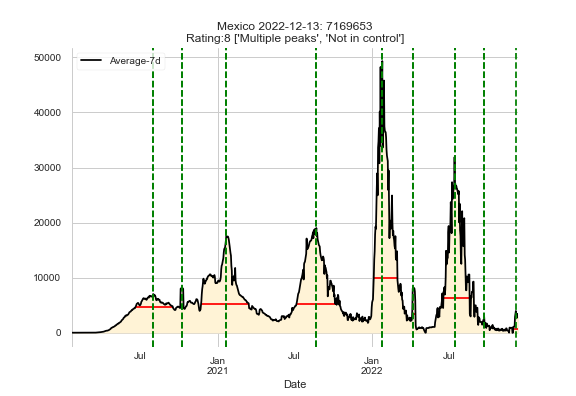 Mexico 2022-12-13: 7169653
Rating:8 ['Multiple peaks', 'Not in control']
Average-7d
50000
40000
30000
20000
10000
0
Jul
Jan
2021
Jul
Jan
2022
Jul
Date